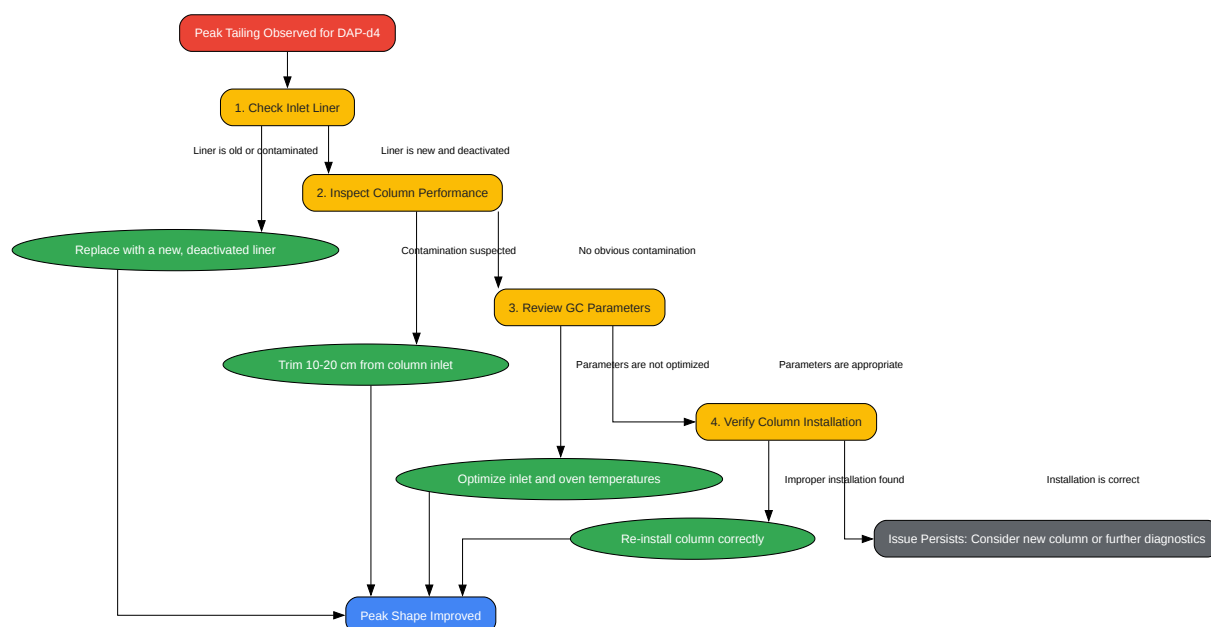 Peak Tailing Observed for DAP-d4
1. Check Inlet Liner
Liner is old or contaminated
Liner is new and deactivated
2. Inspect Column Performance
Replace with a new, deactivated liner
Contamination suspected
No obvious contamination
3. Review GC Parameters
Trim 10-20 cm from column inlet
Parameters are not optimized
Parameters are appropriate
4. Verify Column Installation
Optimize inlet and oven temperatures
Improper installation found
Installation is correct
Re-install column correctly
Issue Persists: Consider new column or further diagnostics
Peak Shape Improved